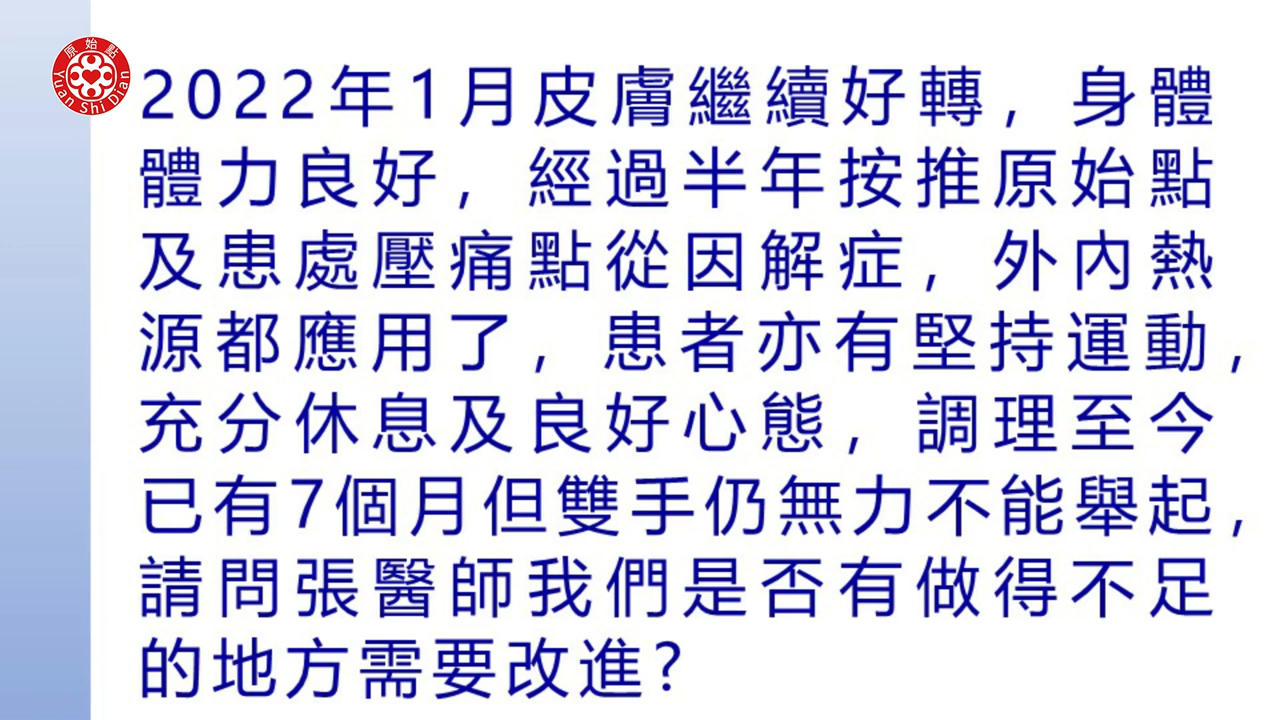 原始點
Yuan Shi Dian
2022年1月皮膚繼續好轉，身體
體力良好，經過半年按推原始點
及患處壓痛點從因解症，外內熱
源都應用了，患者亦有堅持運動，
充分休息及良好心態，調理至今
已有7個月但雙手仍無力不能舉起，
請問張醫師我們是否有做得不足
的地方需要改進?